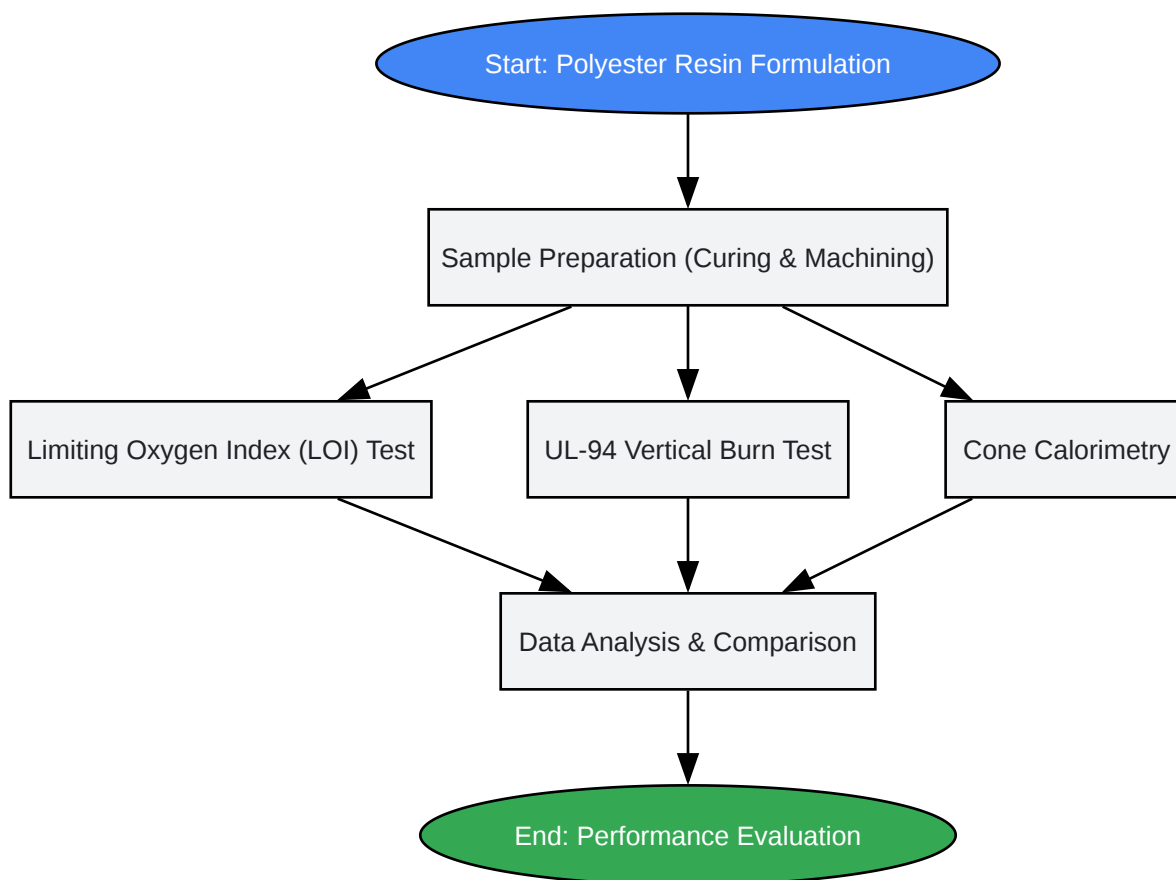 Start: Polyester Resin Formulation
Sample Preparation (Curing & Machining)
Limiting Oxygen Index (LOI) Test
UL-94 Vertical Burn Test
Cone Calorimetry
Data Analysis & Comparison
End: Performance Evaluation